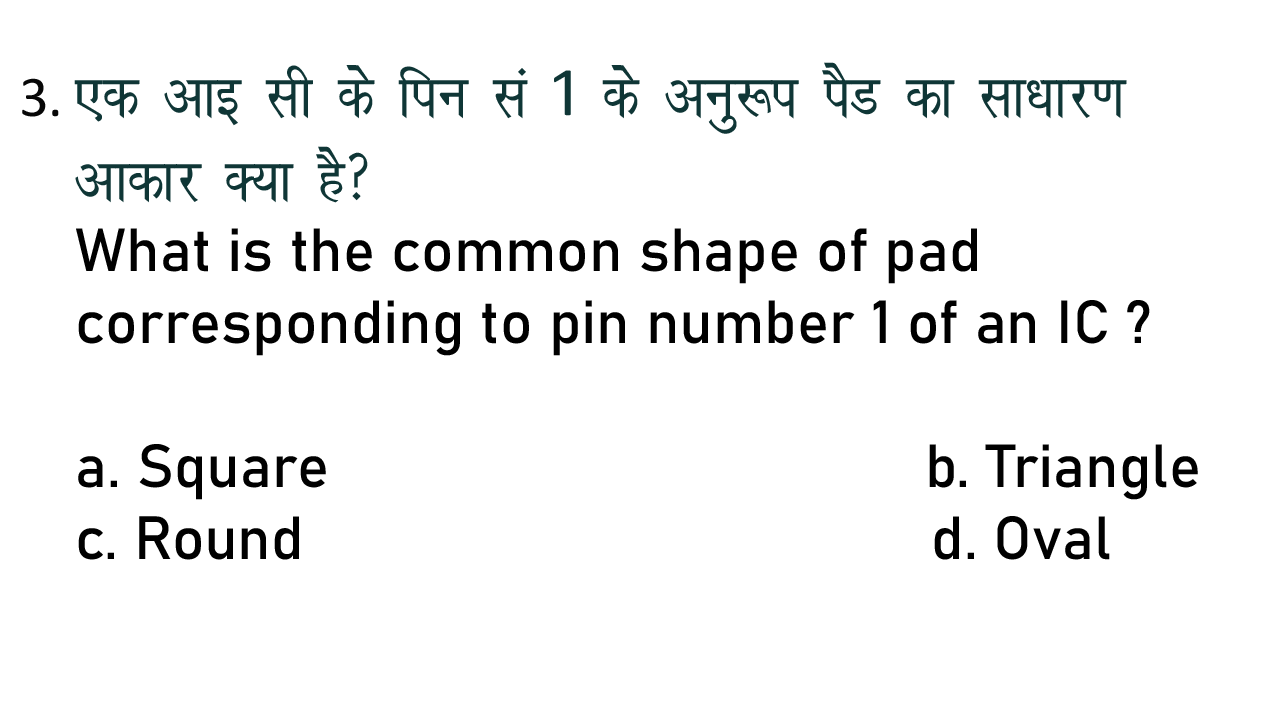 3. एक आइ सी के पिन सं 1 के अनुरूप पैड का साधारण
आकार क्या है?
What is the common shape of pad
corresponding to pin number 1 of an IC ?
a. Square b. Triangle
c. Round d. Oval